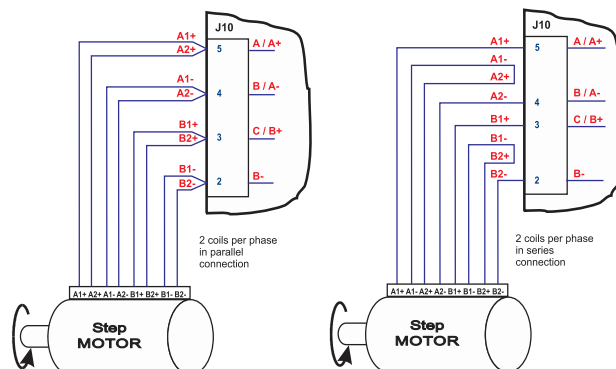 J10
A1+
A2+
5
A / A+
A1-
A2-
4
B / A-
B1+
B2+
3
C / B+
B1-
B2-
2
B-
2 coils per phase
in parallel
connection
A1+ A2+ A1- A2- B1+ B2+ B1- B2-
Step
MOTOR
J10
A1+
5
A / A+
A1-
A2+
A2-
4
B / A-
B1+
3
C / B+
B1-
B2+
B2-
2
B-
2 coils per phase
in series
connection
A1+ A1- A2+ A2- B1+ B1- B2+ B2-
Step
MOTOR